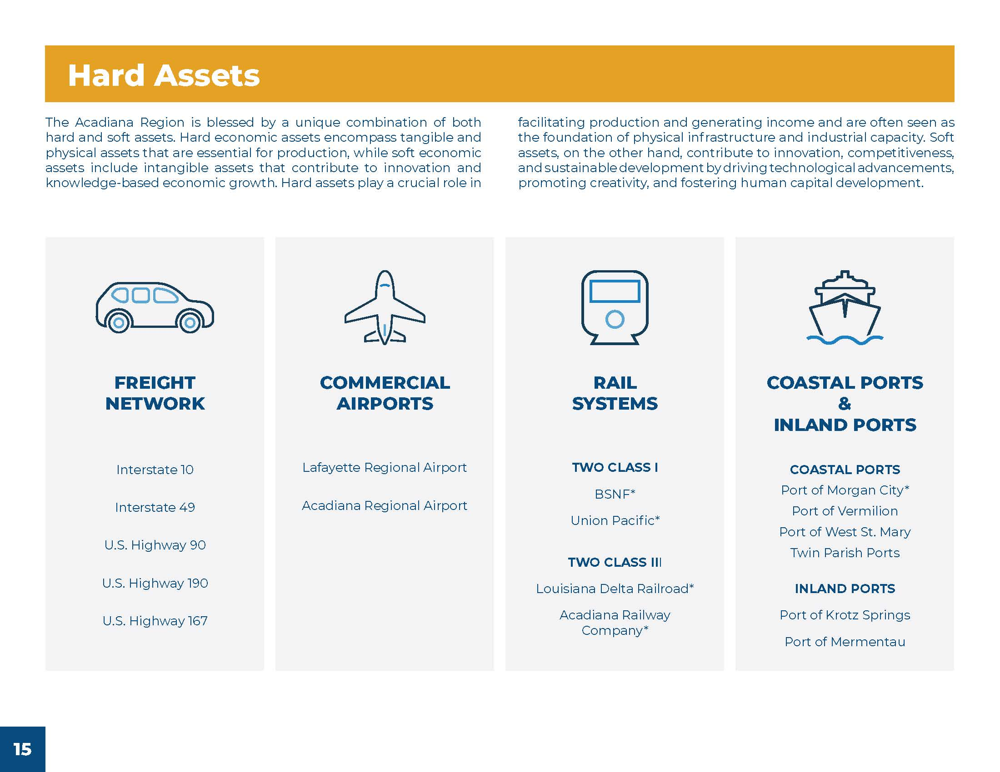 Hard Assets
The Acadiana Region is blessed by a unique combination of both
hard and soft assets. Hard economic assets encompass tangible and
physical assets that are essential for production, while soft economic
assets include intangible assets that contribute to innovation and
knowledge-based economic growth. Hard assets play a crucial role in
facilitating production and generating income and are often seen as
the foundation of physical infrastructure and industrial capacity. Soft
assets, on the other hand, contribute to innovation, competitiveness,
and sustainable development by driving technological advancements,
promoting creativity, and fostering human capital development.
FREIGHT
NETWORK
Interstate 10
Interstate 49
U.S. Highway 90
U.S. Highway 190
U.S. Highway 167
COMMERCIAL
AIRPORTS
Lafayette Regional Airport
Acadiana Regional Airport
RAIL
SYSTEMS
TWO CLASS I
BSNF*
Union Pacific*
TWO CLASS III
Louisiana Delta Railroad*
Acadiana Railway
Company*
COASTAL PORTS
&
INLAND PORTS
COASTAL PORTS
Port of Morgan City*
Port of Vermilion
Port of West St. Mary
Twin Parish Ports
INLAND PORTS
Port of Krotz Springs
Port of Mermentau
15